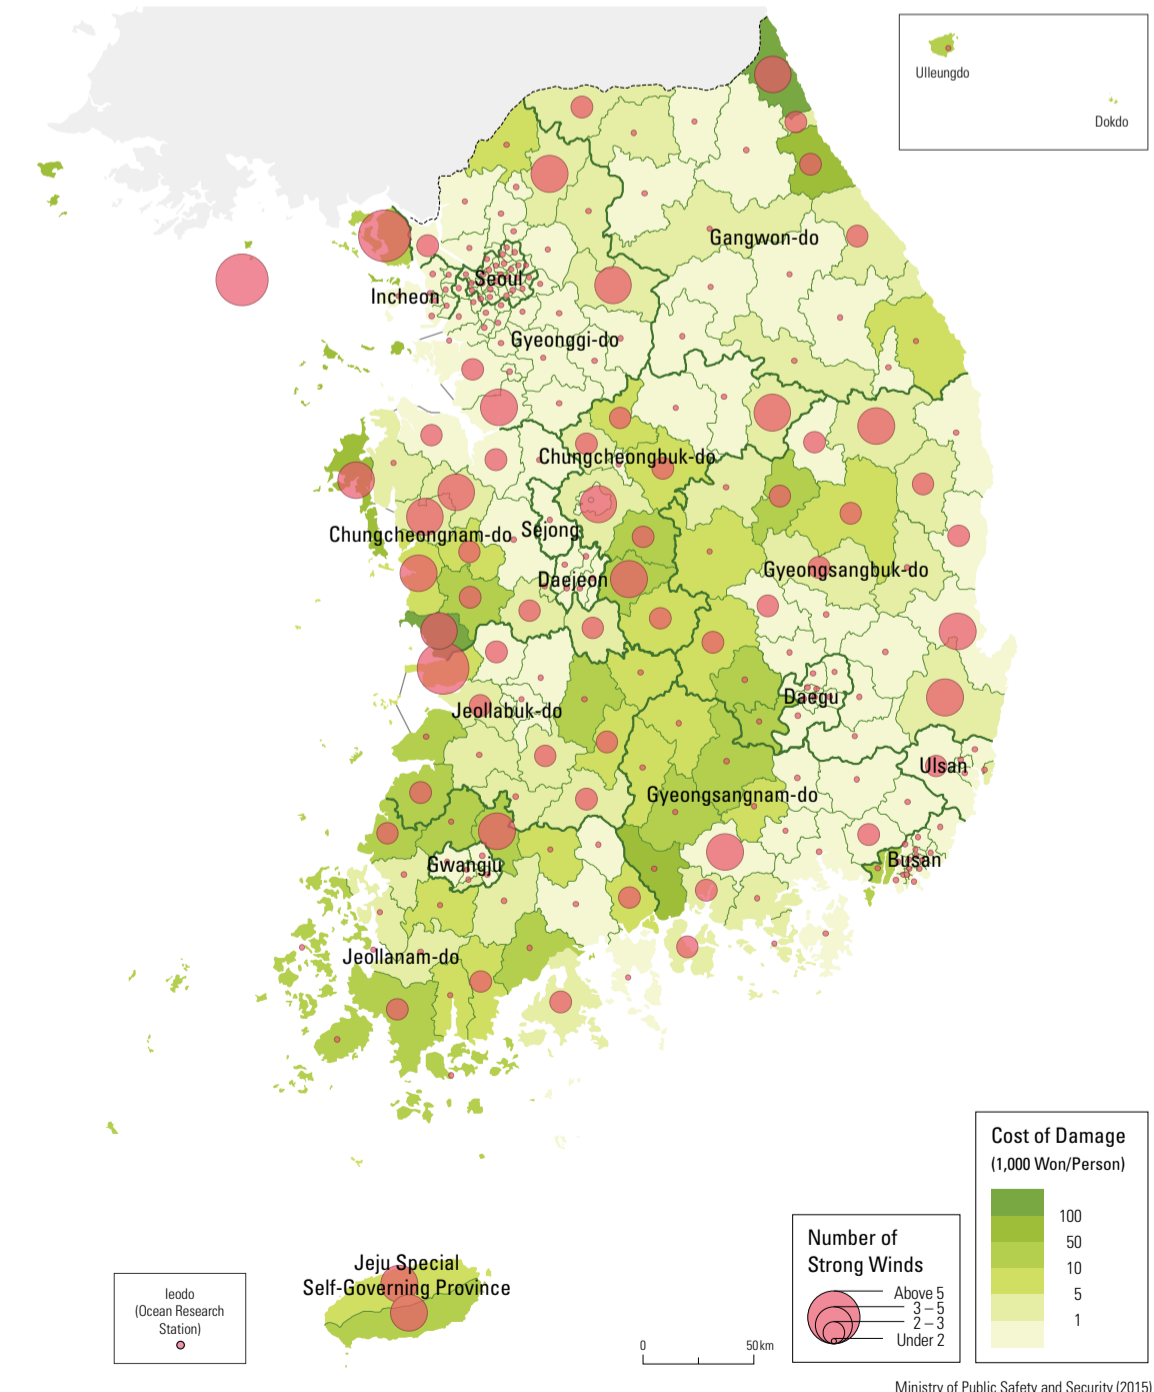 Ulleungdo
Dokdo
Gangwon-do
Seoul
Incheon
Gyeonggi-do
Chungcheongbuk-do
Chungcheongnam-do
Sejong
Daejeon
Gyeongsangbuk-do
Daegu
Jeollabuk-do
Ulsan
Gyeongsangnam-do
Busan
Gwangju
Jeollanam-do
Jeju Special
Self-Governing Province
Ieodo
(Ocean Research
Station)
0 50 km
Number of
Strong Winds
Above 5
3 – 5
2 – 3
Under 2
Cost of Damage
(1,000 Won/Person)
100
50
10
5
1
Ministry of Public Safety and Security (2015)